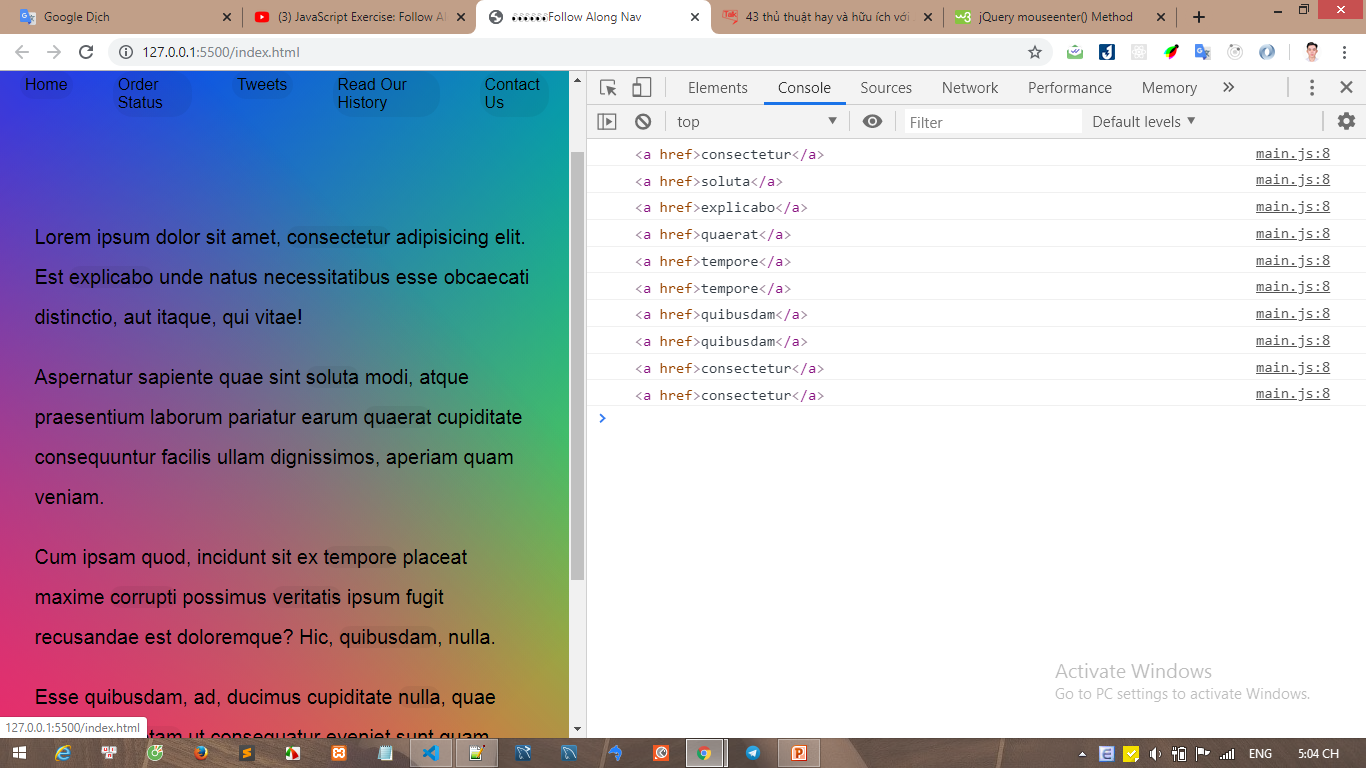 Google Dịch
(3) JavaScript Exercise: Follow Al
Follow Along Nav
43 thủ thuật hay và hữu ích với
jQuery mouseenter() Method
127.0.0.1:5500/index.html
Home
Order Status
Tweets
Read Our History
Contact Us
Lorem ipsum dolor sit amet, consectetur adipisicing elit.
Est explicabo unde natus necessitatibus esse obcaecati
distinctio, aut itaque, qui vitae!
Aspernatur sapiente quae sint soluta modi, atque
praesentium laborum pariatur earum quaerat cupiditate
consequuntur facilis ullam dignissimos, aperiam quam
veniam.
Cum ipsam quod, incidunt sit ex tempore placeat
maxime corrupti possimus veritatis ipsum fugit
recusandae est doloremque? Hic, quibusdam, nulla.
Esse quibusdam, ad, ducimus cupiditate nulla, quae
ut consequatur eveniet sunt quam
127.0.0.1:5500/index.html
Elements Console Sources Network Performance Memory »
top Filter Default levels
<a href>consectetur</a> main.js:8
<a href>soluta</a> main.js:8
<a href>explicabo</a> main.js:8
<a href>quaerat</a> main.js:8
<a href>tempore</a> main.js:8
<a href>tempore</a> main.js:8
<a href>quibusdam</a> main.js:8
<a href>quibusdam</a> main.js:8
<a href>consectetur</a> main.js:8
<a href>consectetur</a> main.js:8
Activate Windows
Go to PC settings to activate Windows.
ENG 5:04 CH